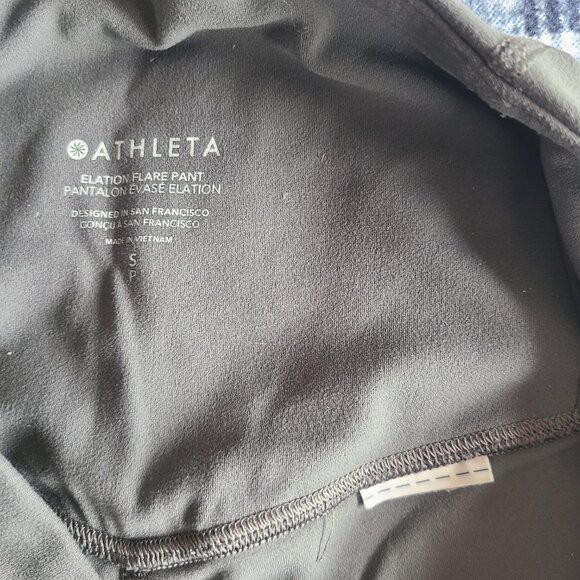 ATHLETA
ELATION FLARE PANT
PANTALON ÉVASÉ ELATION
DESIGNED IN SAN FRANCISCO
CONÇU À SAN FRANCISCO
MADE IN VIETNAM
S
P